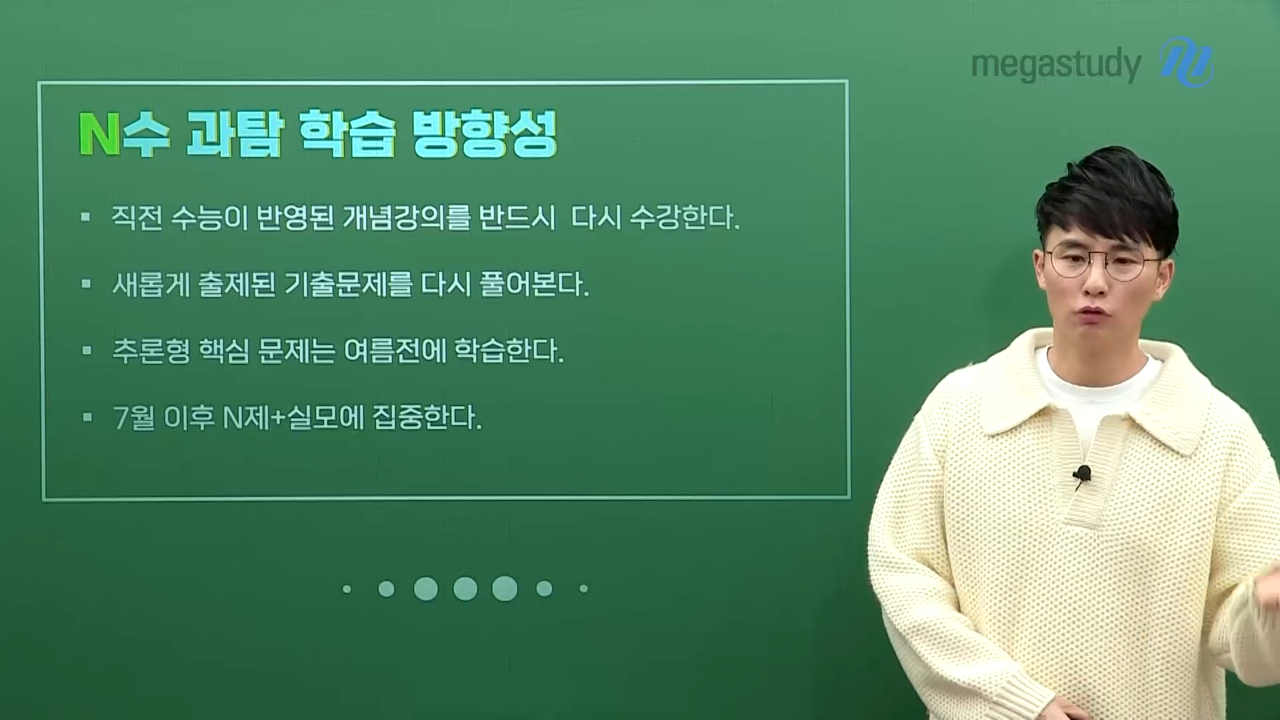 megastudy
N수 과탐 학습 방향성
▪ 직전 수능이 반영된 개념강의를 반드시 다시 수강한다.
▪ 새롭게 출제된 기출문제를 다시 풀어본다.
▪ 추론형 핵심 문제는 여름전에 학습한다.
▪ 7월 이후 N제+실모에 집중한다.